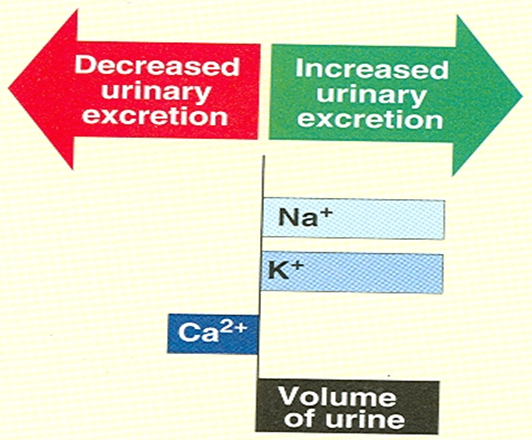 Decreased
urinary
excretion
Increased
urinary
excretion
Na⁺
K⁺
Ca²⁺
Volume
of urine